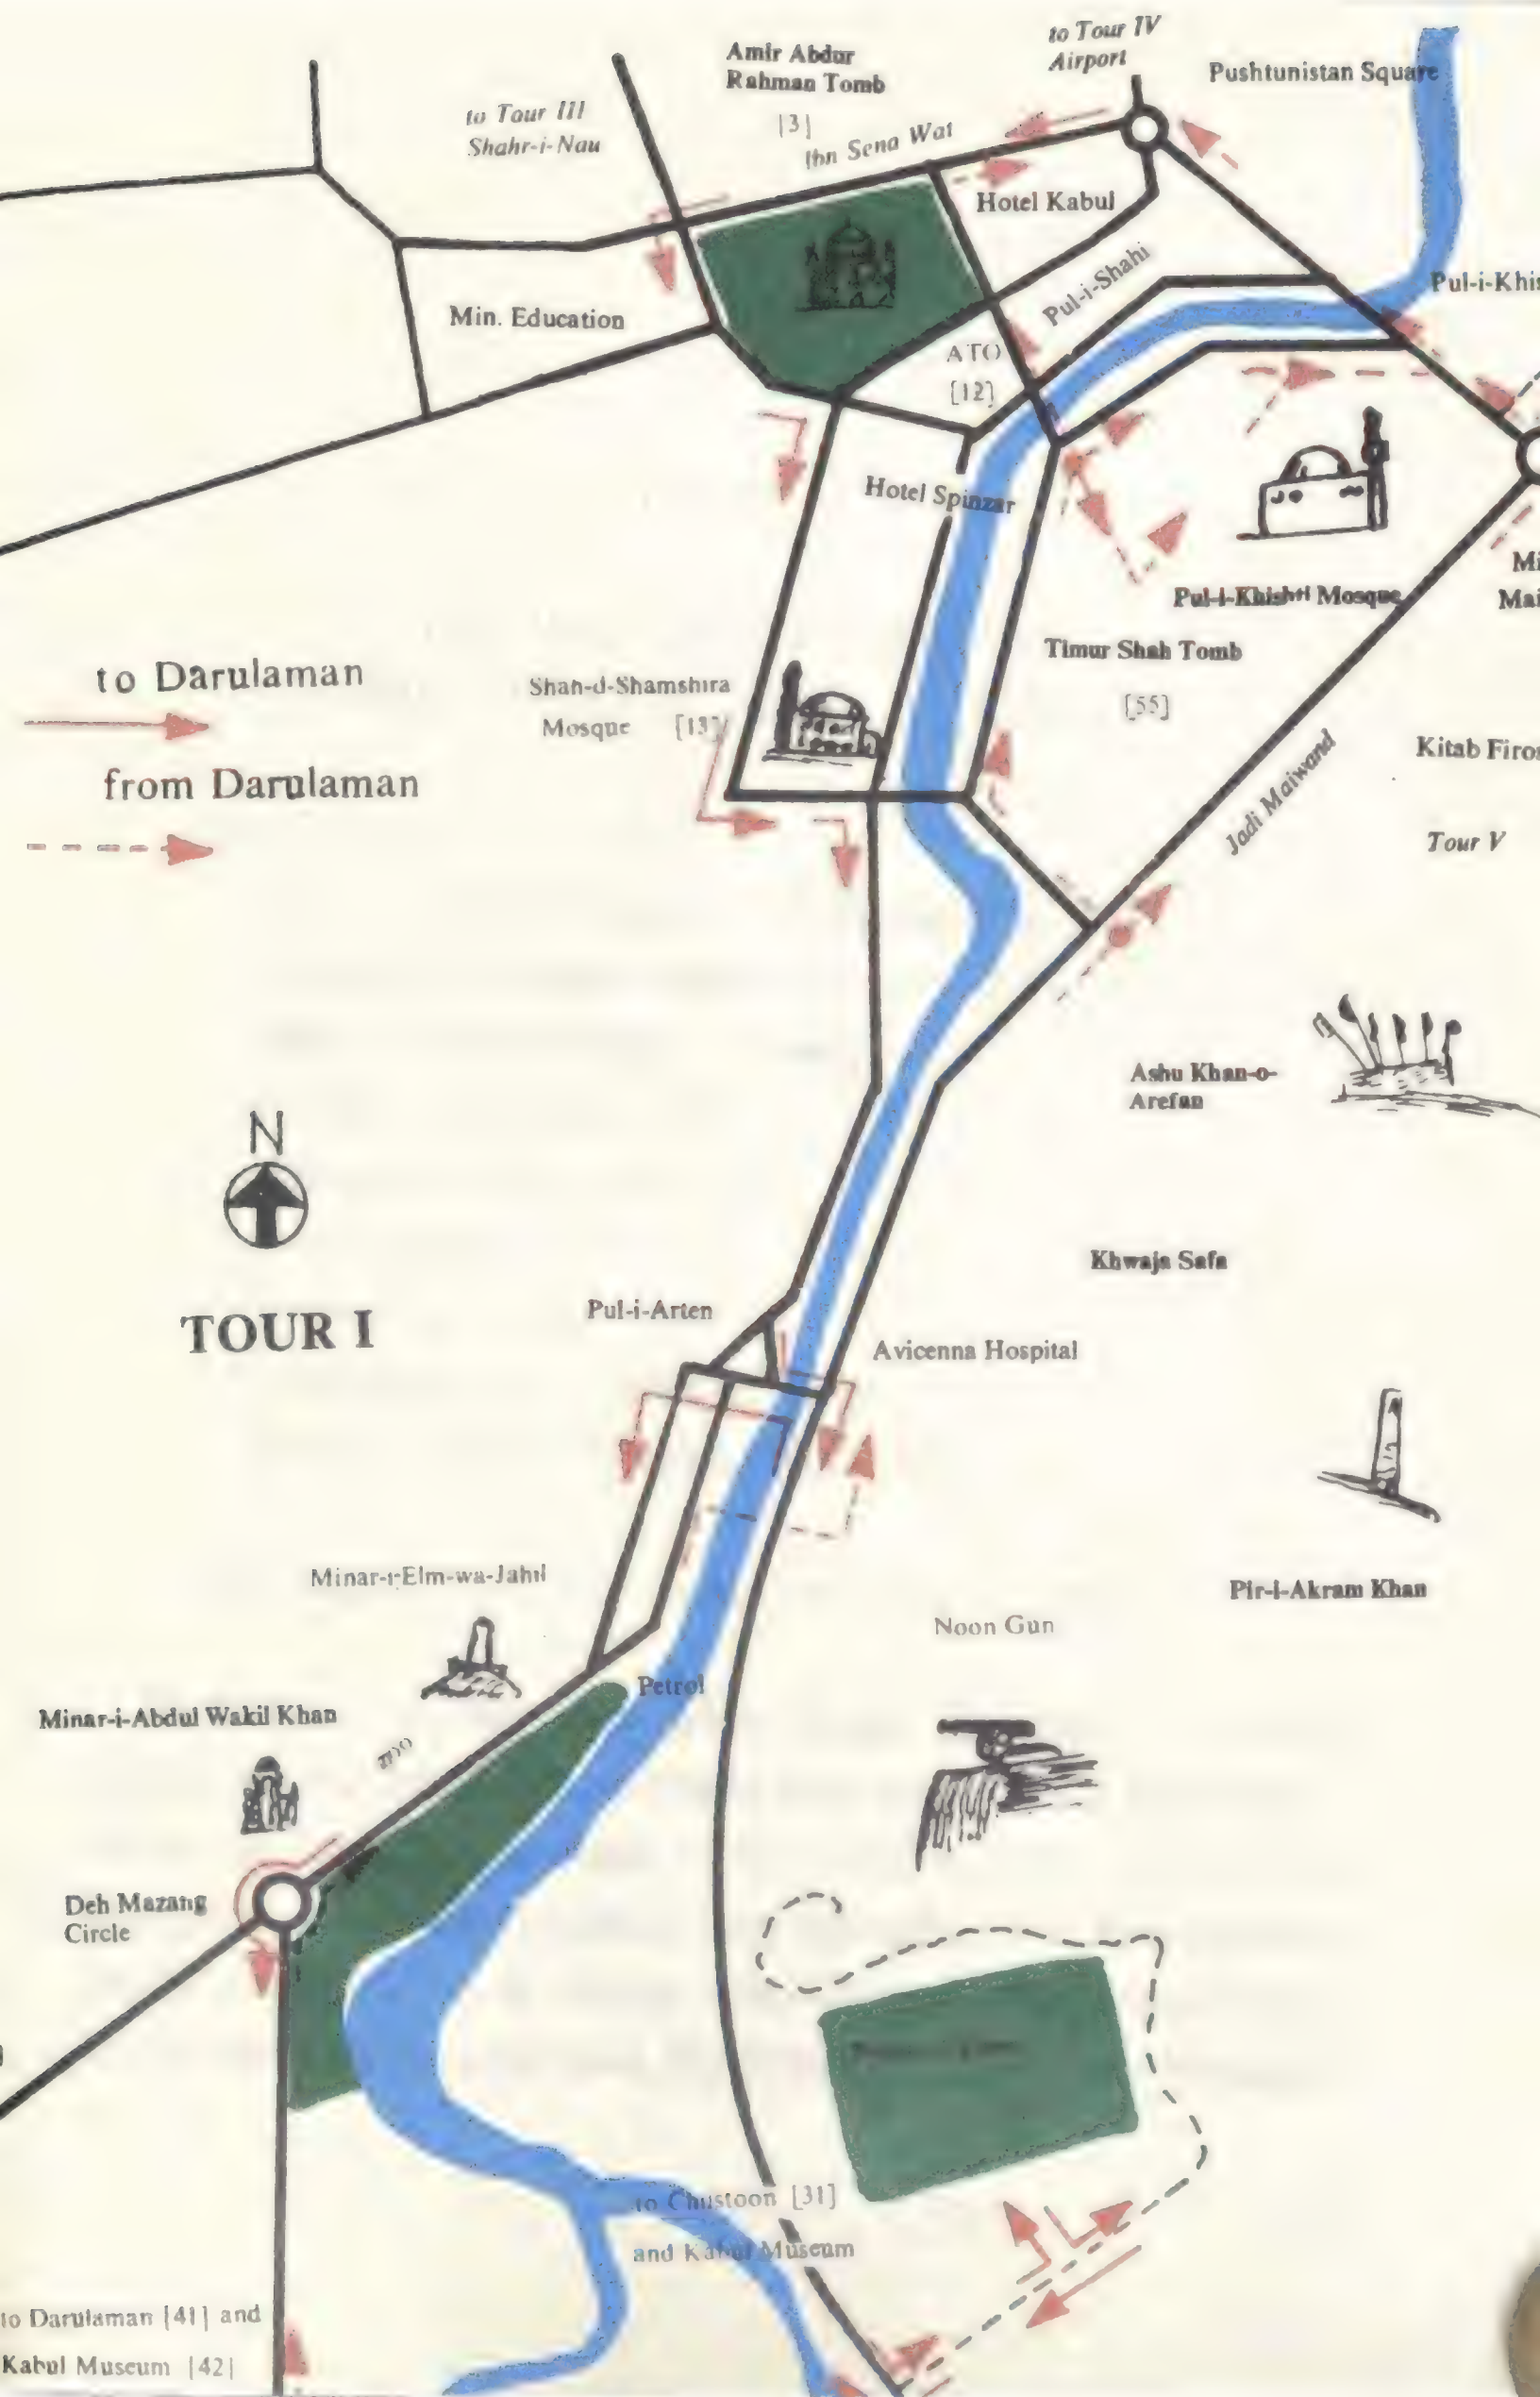 to Tour IV
Airport
Amir Abdur
Rahman Tomb
[3]
Pushtunistan Square
to Tour III
Shahr-i-Nau
Ibn Sena Wat
Hotel Kabul
Pul-i-Shahi
Min. Education
ATO
[12]
Hotel Spinzar
Pul-i-Khishti Mosque
Timur Shah Tomb
[55]
to Darulaman
from Darulaman
Shah-d-Shamshira
Mosque [13]
Jadi Maiwand
Tour V
Ashu Khan-o-
Arefan
N
TOUR I
Khwaja Safa
Pul-i-Arten
Avicenna Hospital
Minar-i-Elm-wa-Jahil
Pir-i-Akram Khan
Noon Gun
Petrol
Minar-i-Abdul Wakil Khan
zoo
Deh Mazang
Circle
to Chustoon [31]
and Kabul Museum
to Darulaman [41] and
Kabul Museum [42]